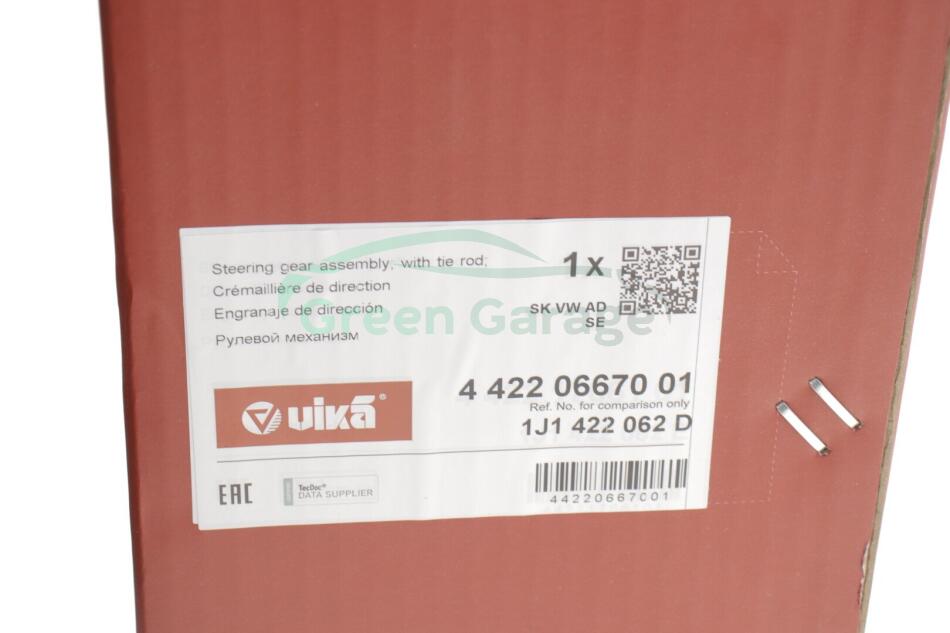 Steering gear assembly, with tie rod;
Crémaillière de direction
Engranaje de dirección
Рулевой механизм
1x
SK VW AD
SE
Green Garage
4 422 06670 01
Ref. No. for comparison only
1J1 422 062 D
vika®
EAC
TecDoc®
DATA SUPPLIER
44220667001